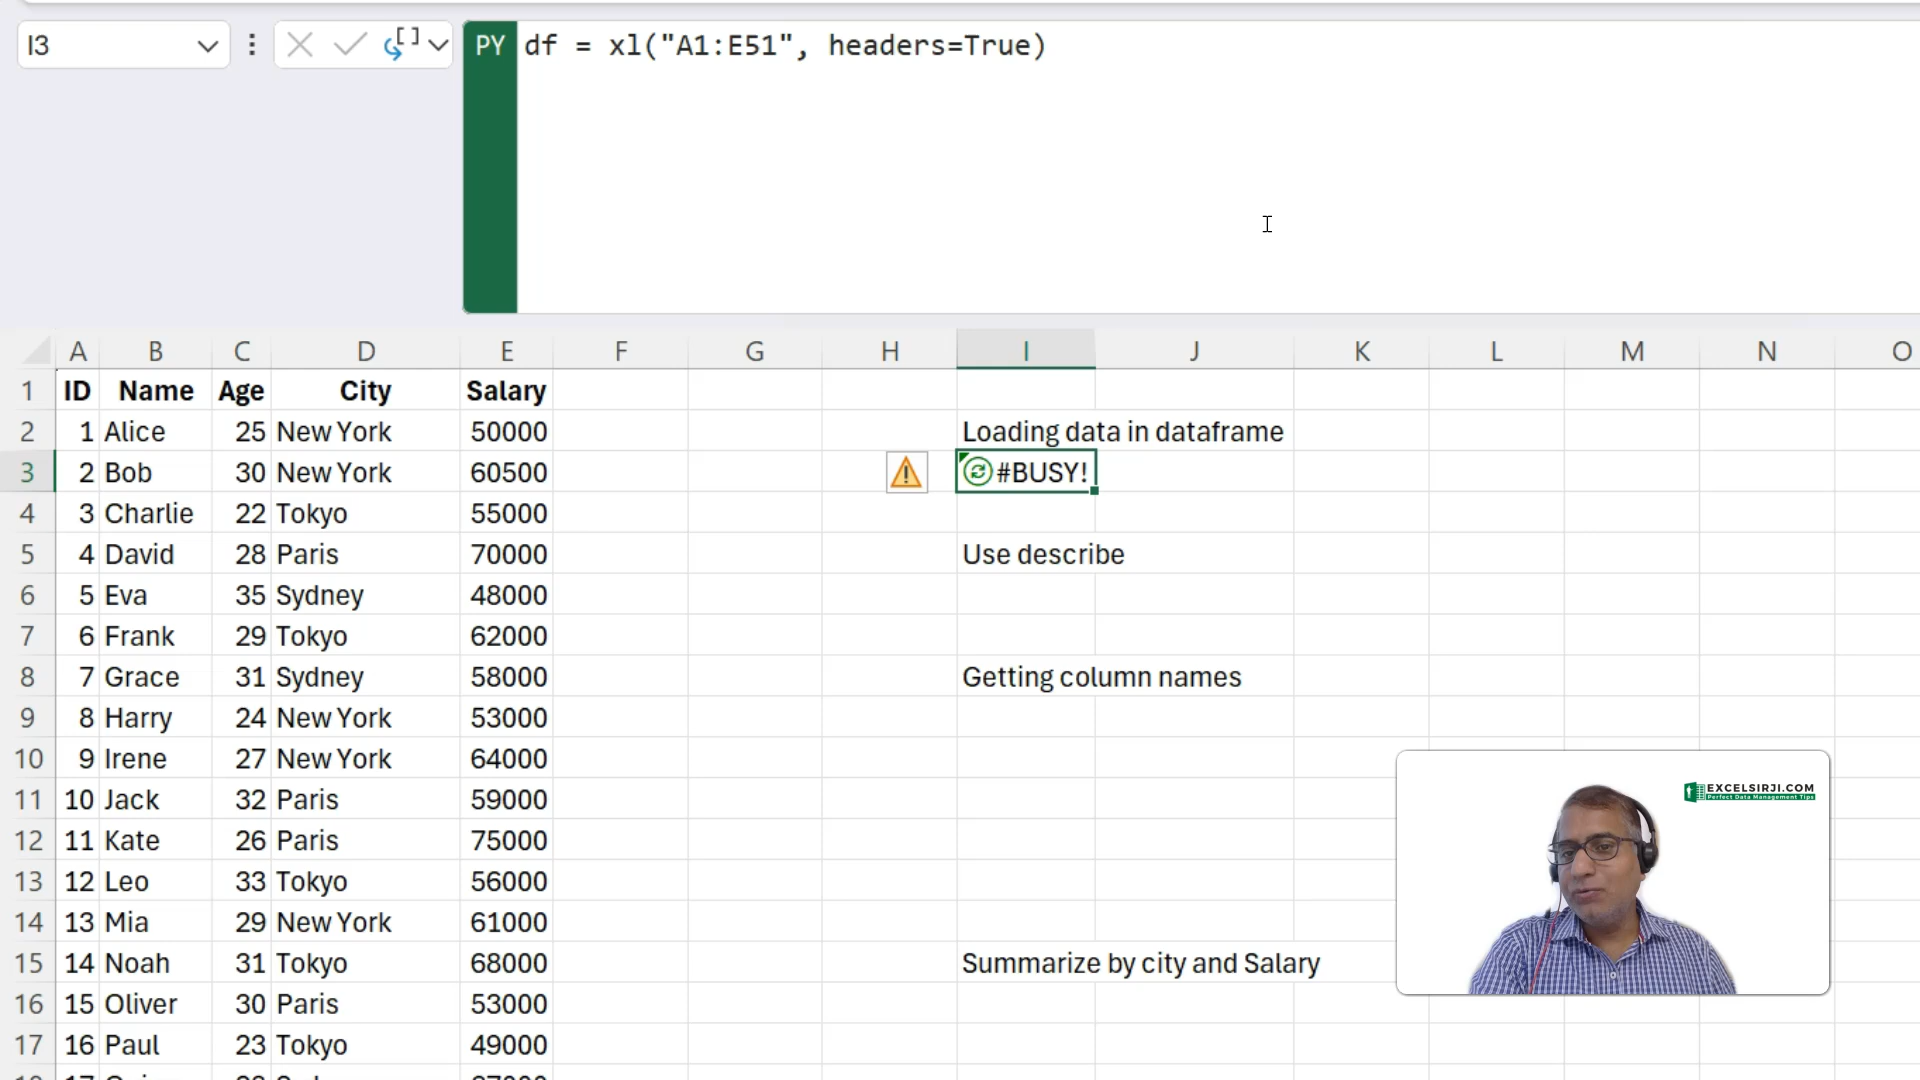 I3
PY df = xl("A1:E51", headers=True)
A B C D E F G H I J K L M N O
1 ID Name Age City Salary
2 1 Alice 25 New York 50000 Loading data in dataframe
3 2 Bob 30 New York 60500 #BUSY!
4 3 Charlie 22 Tokyo 55000
5 4 David 28 Paris 70000 Use describe
6 5 Eva 35 Sydney 48000
7 6 Frank 29 Tokyo 62000
8 7 Grace 31 Sydney 58000 Getting column names
9 8 Harry 24 New York 53000
10 9 Irene 27 New York 64000
11 10 Jack 32 Paris 59000
EXCELSIRJI.COM
Perfect Data Management Tips
12 11 Kate 26 Paris 75000
13 12 Leo 33 Tokyo 56000
14 13 Mia 29 New York 61000
15 14 Noah 31 Tokyo 68000 Summarize by city and Salary
16 15 Oliver 30 Paris 53000
17 16 Paul 23 Tokyo 49000